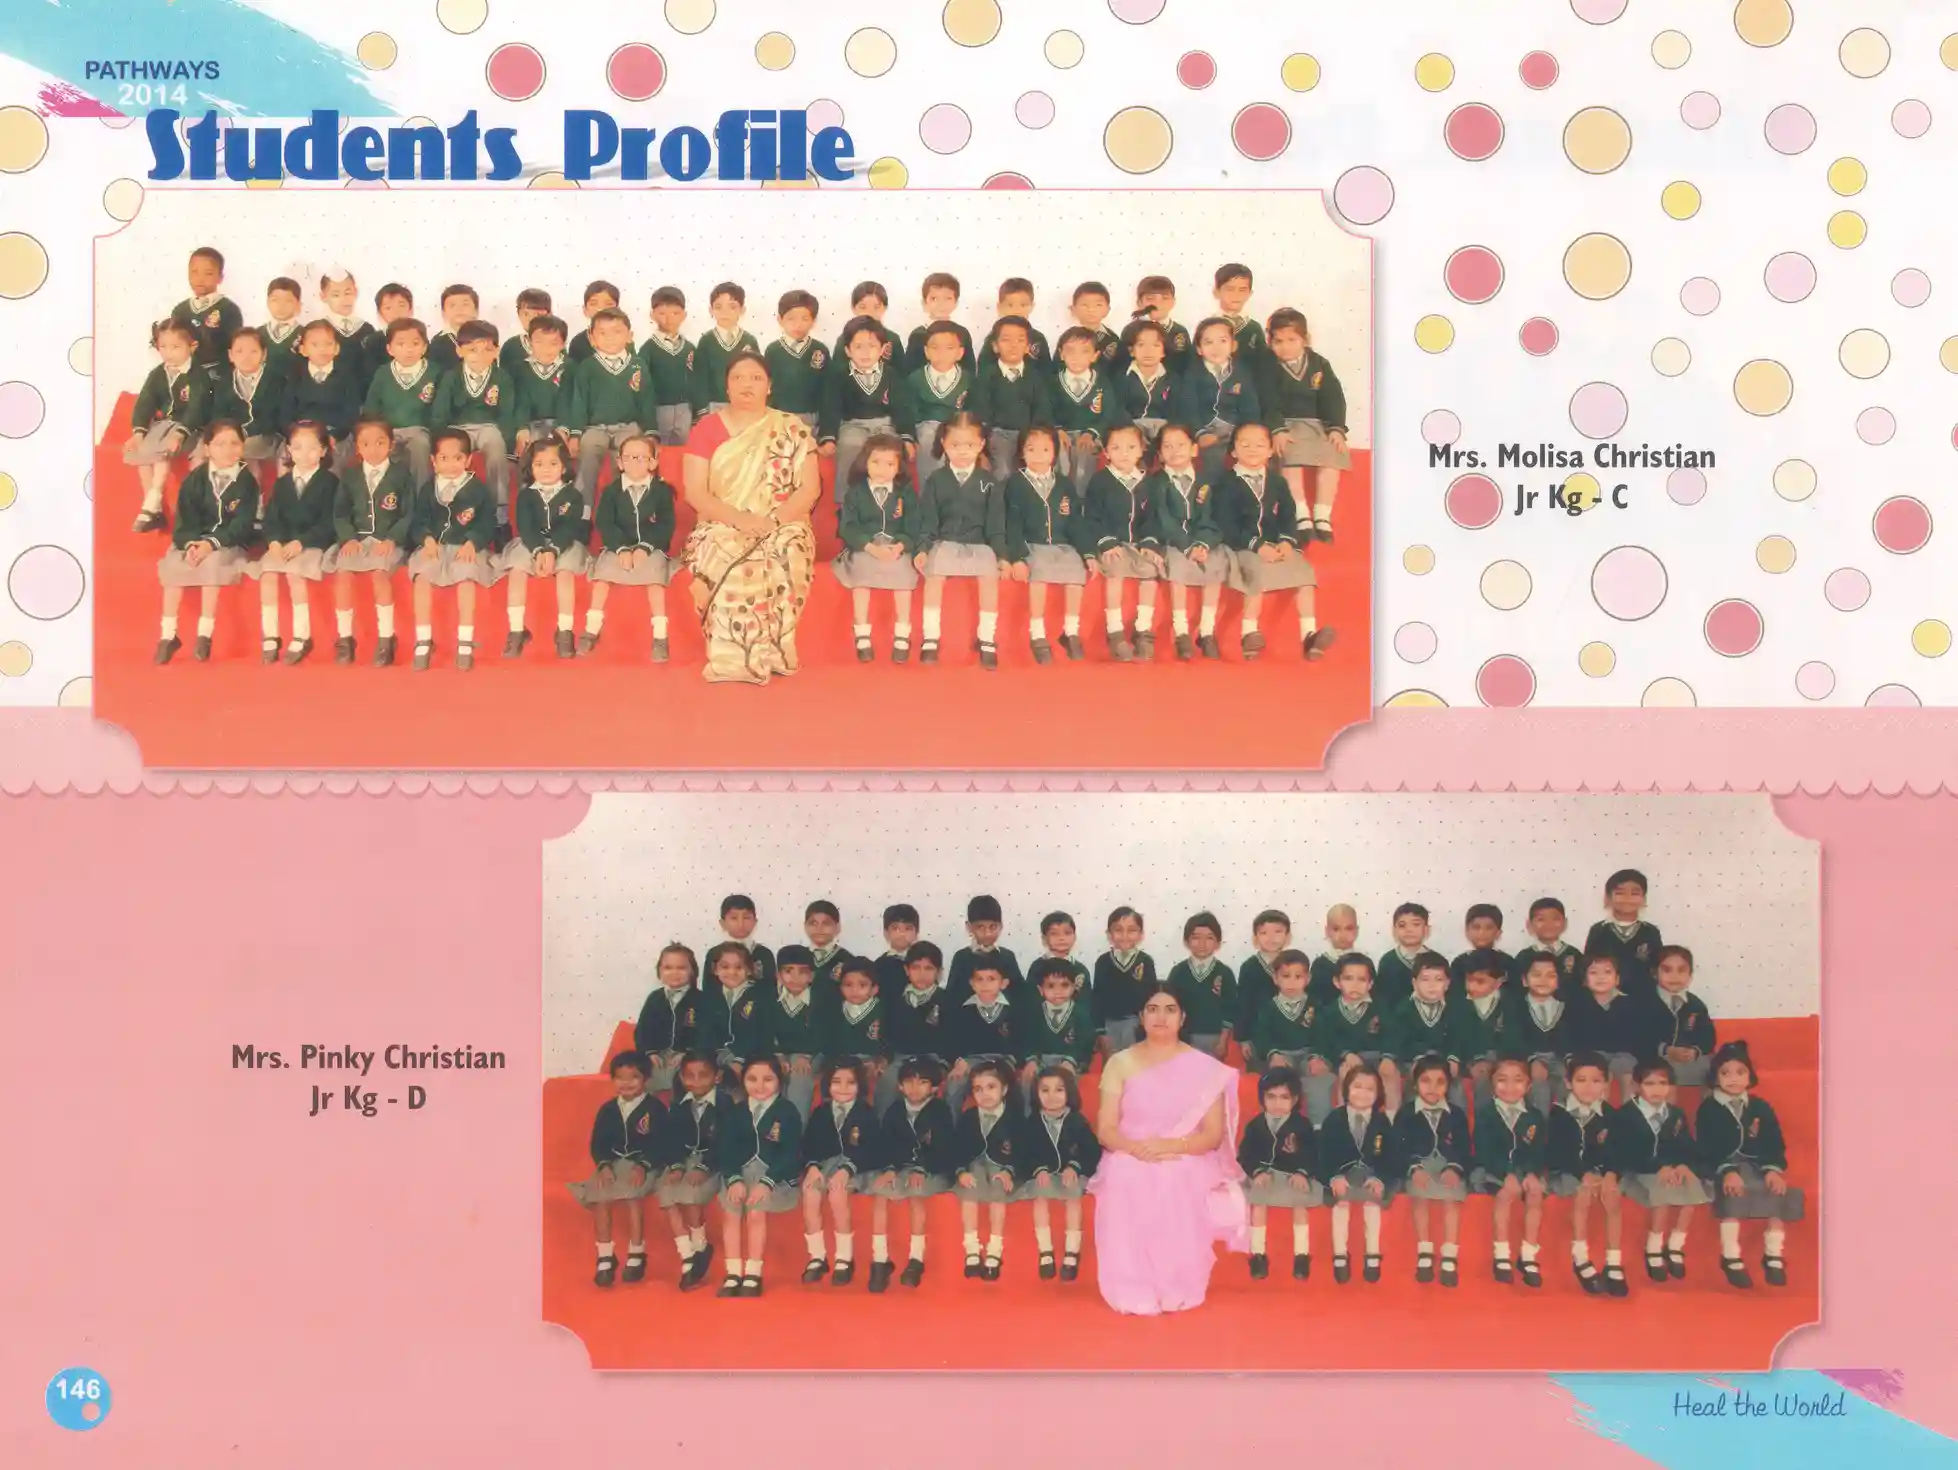 PATHWAYS
2014
Students Profile
Mrs. Molisa Christian
Jr Kg - C
Mrs. Pinky Christian
Jr Kg - D
146
Heal the World